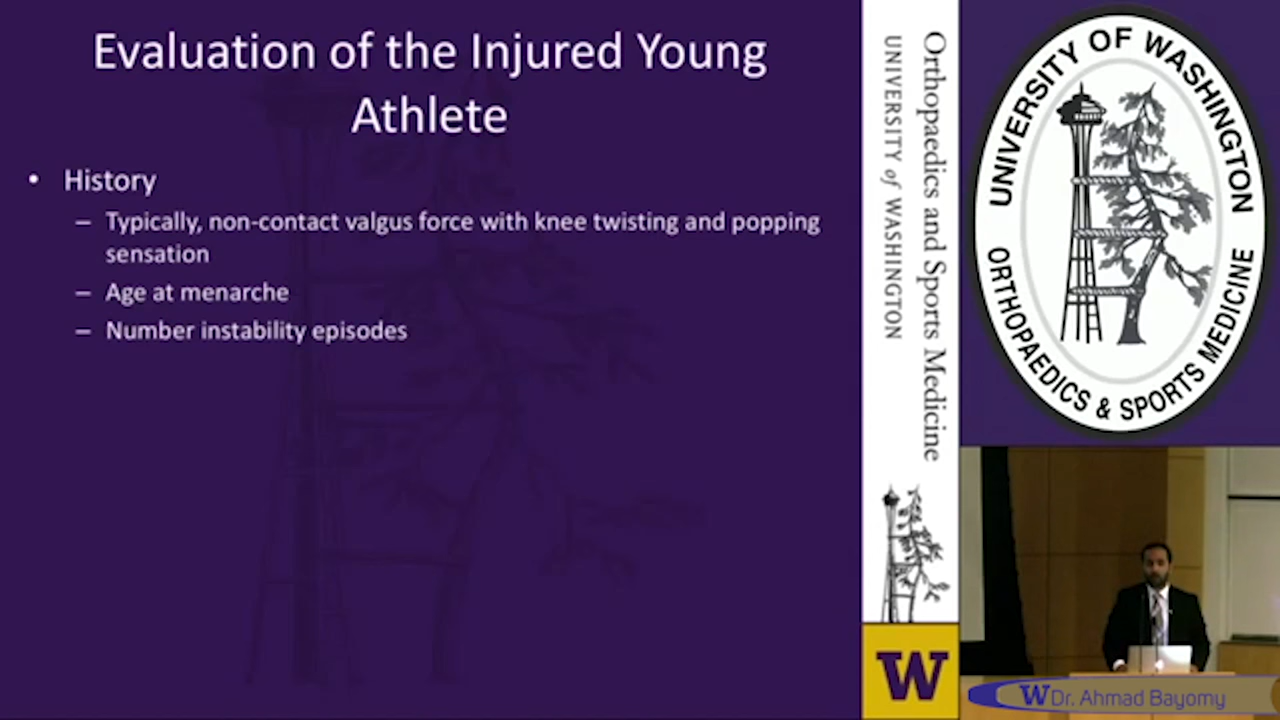 Evaluation of the Injured Young
Athlete
• History
– Typically, non-contact valgus force with knee twisting and popping
sensation
– Age at menarche
– Number instability episodes
Orthopaedics and Sports Medicine
UNIVERSITY of WASHINGTON
W
UNIVERSITY OF WASHINGTON
ORTHOPAEDICS & SPORTS MEDICINE
W Dr. Ahmad Bayomy